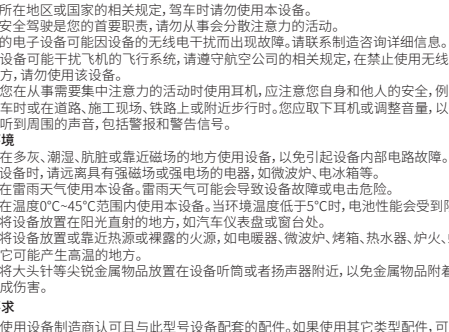 所在地区或国家的相关规定，驾车时请勿使用本设备。
安全驾驶是您的首要职责，请勿从事会分散注意力的活动。
的电子设备可能因设备的无线电干扰而出现故障。请联系制造咨询详细信息。
设备可能干扰飞机的飞行系统，请遵守航空公司的相关规定，在禁止使用无线
方，请勿使用该设备。
您在从事需要集中注意力的活动时使用耳机，应注意您自身和他人的安全，例
车时或在道路、施工现场、铁路上或附近步行时。您应取下耳机或调整音量，以
听到周围的声音，包括警报和警告信号。
境
在多灰、潮湿、肮脏或靠近磁场的地方使用设备，以免引起设备内部电路故障。
设备时，请远离具有强磁场或强电场的电器，如微波炉、电冰箱等。
在雷雨天气使用本设备。雷雨天气可能会导致设备故障或电击危险。
在温度0℃~45℃范围内使用本设备。当环境温度低于5℃时，电池性能会受到
将设备放置在阳光直射的地方，如汽车仪表盘或窗台处。
将设备放置或靠近热源或裸露的火源，如电暖器、微波炉、烤箱、热水器、炉火、
它可能产生高温的地方。
将大头针等尖锐金属物品放置在设备听筒或者扬声器附近，以免金属物品附
成伤害。
求
使用设备制造商认可且与此型号设备配套的配件。如果使用其它类型配件，可